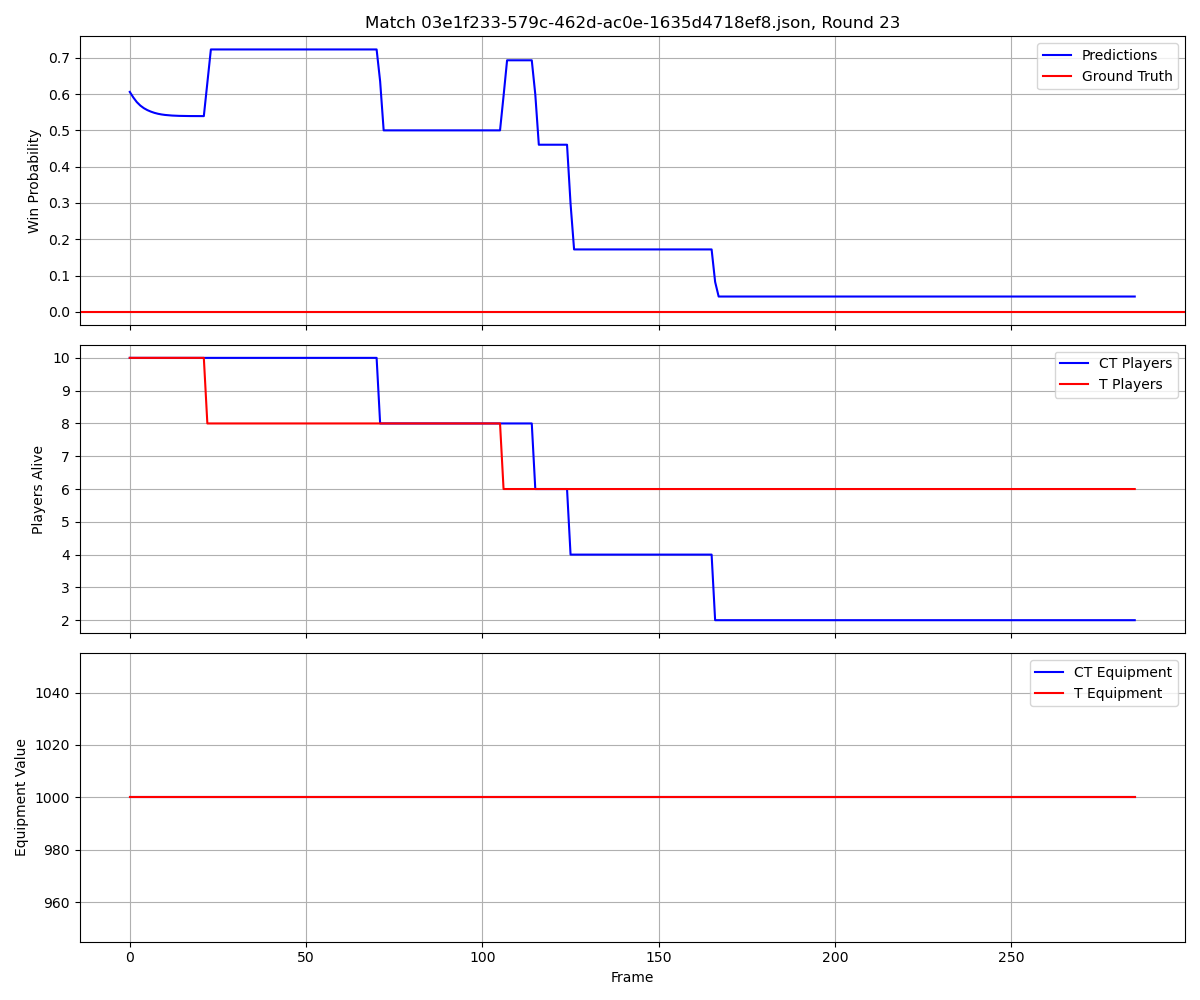 Match 03e1f233-579c-462d-ac0e-1635d4718ef8.json, Round 23
Win Probability
0.7
0.6
0.5
0.4
0.3
0.2
0.1
0.0
Predictions
Ground Truth
Players Alive
10
9
8
7
6
5
4
3
2
CT Players
T Players
Equipment Value
1040
1020
1000
980
960
CT Equipment
T Equipment
0 50 100 150 200 250
Frame